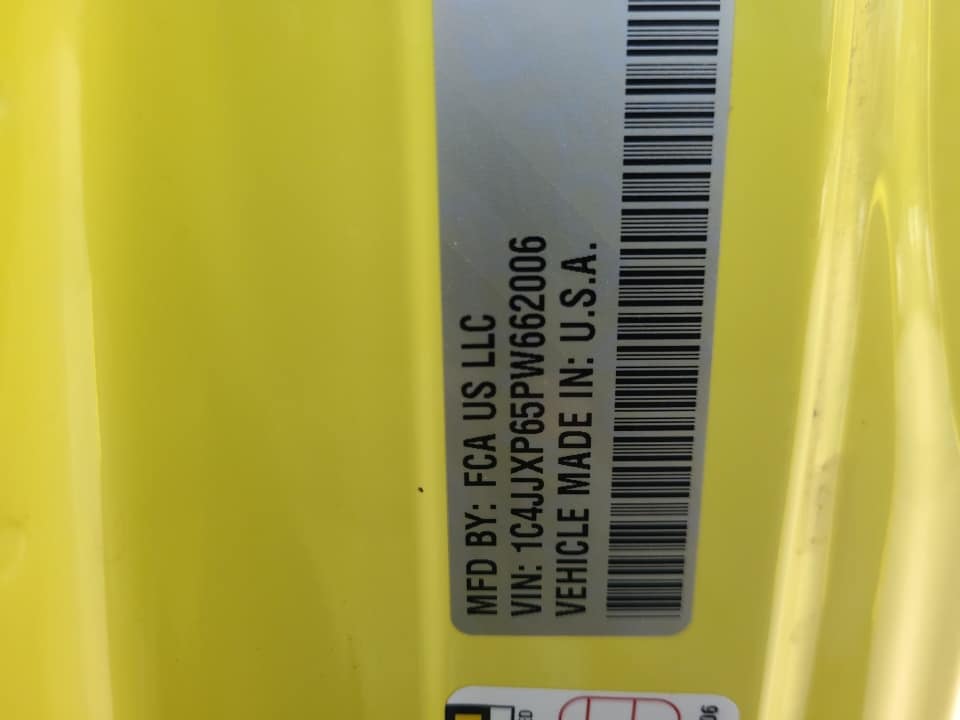 MFD BY: FCA US LLC
VIN: 1C4JJXP65PW662006
VEHICLE MADE IN: U.S.A.